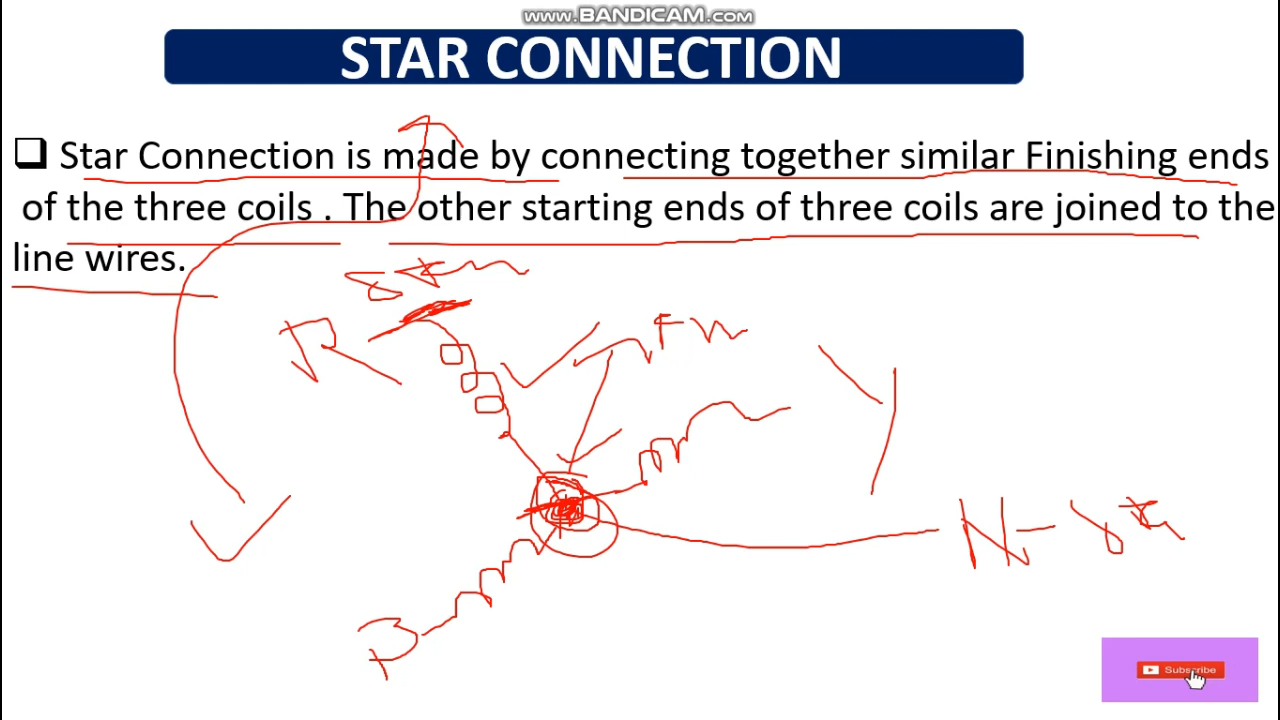 www.BANDICAM.com
STAR CONNECTION
Star Connection is made by connecting together similar Finishing ends
of the three coils . The other starting ends of three coils are joined to the
line wires.
R
Y
N
B
Subscribe